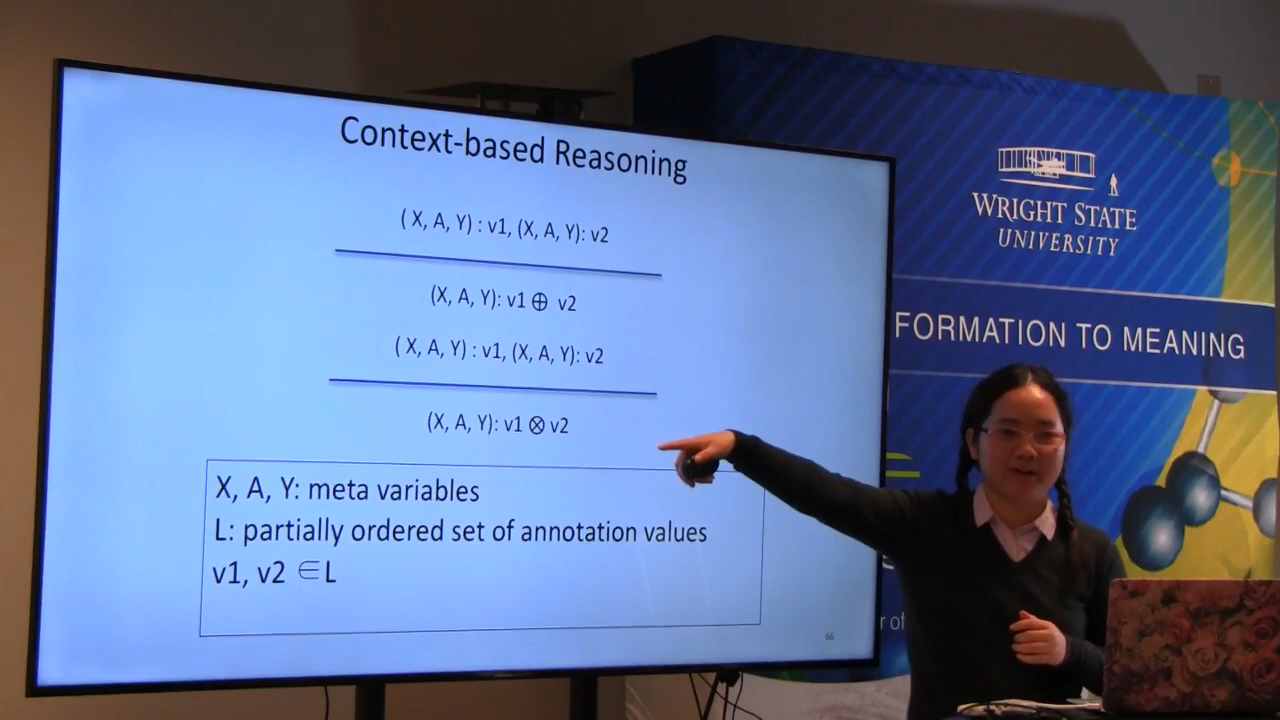 Context-based Reasoning
( X, A, Y) : v1, (X, A, Y): v2
(X, A, Y): v1 ⊕ v2
( X, A, Y) : v1, (X, A, Y): v2
(X, A, Y): v1 ⊗ v2
X, A, Y: meta variables
L: partially ordered set of annotation values
v1, v2 ∈L
66
WRIGHT STATE
UNIVERSITY
FORMATION TO MEANING
of